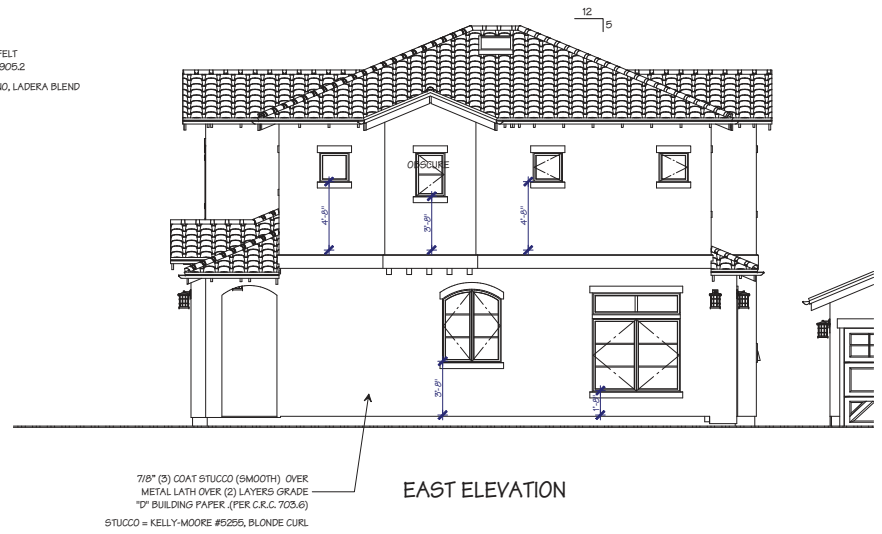 12
5
FELT
905.2
NO, LADERA BLEND
OBSCURE
4'-8"
3'-8"
4'-8"
3'-8"
1'-8"
7/8" (3) COAT STUCCO (SMOOTH) OVER
METAL LATH OVER (2) LAYERS GRADE
"D" BUILDING PAPER .(PER C.R.C. 703.6)
STUCCO = KELLY-MOORE #5255, BLONDE CURL
EAST ELEVATION